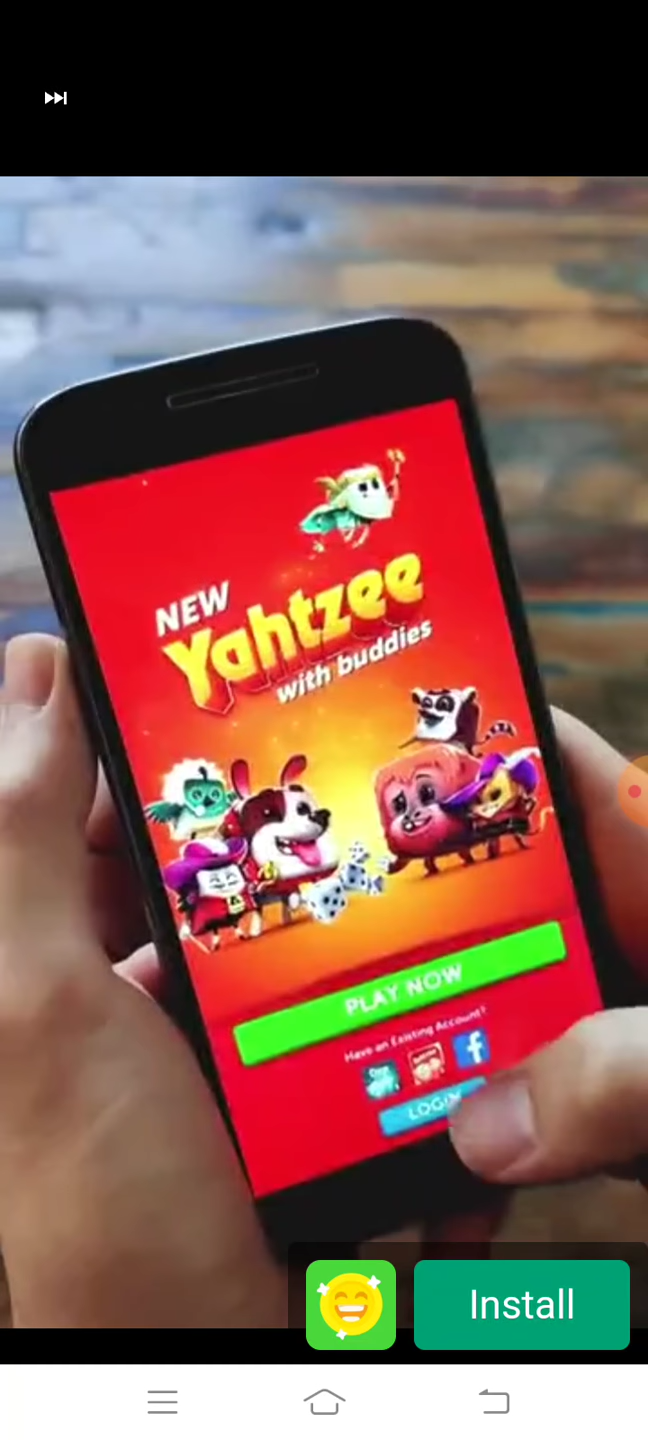 NEW
Yahtzee
with buddies
PLAY NOW
Have an Existing Account?
LOGIN
Install